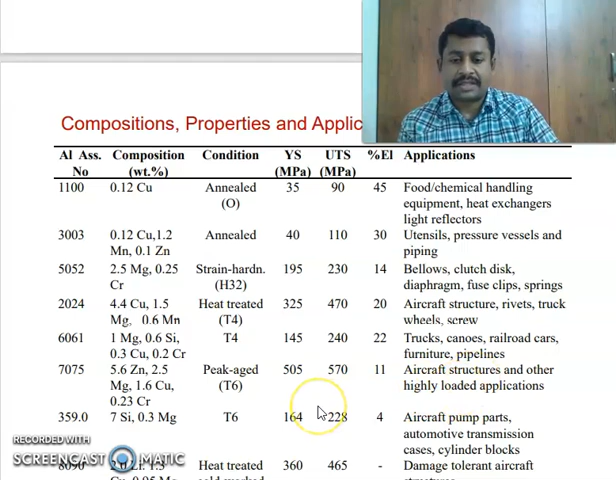 Compositions, Properties and Applic
Al Ass. Composition Condition YS UTS %El Applications
No (wt.%) (MPa) (MPa)
1100 0.12 Cu Annealed 35 90 45 Food/chemical handling
(O) equipment, heat exchangers
light reflectors
3003 0.12 Cu,1.2 Annealed 40 110 30 Utensils, pressure vessels and
Mn, 0.1 Zn piping
5052 2.5 Mg, 0.25 Strain-hardn. 195 230 14 Bellows, clutch disk,
Cr (H32) diaphragm, fuse clips, springs
2024 4.4 Cu, 1.5 Heat treated 325 470 20 Aircraft structure, rivets, truck
Mg, 0.6 Mn (T4) wheels, screw
6061 1 Mg, 0.6 Si, T4 145 240 22 Trucks, canoes, railroad cars,
0.3 Cu, 0.2 Cr furniture, pipelines
7075 5.6 Zn, 2.5 Peak-aged 505 570 11 Aircraft structures and other
Mg, 1.6 Cu, (T6) highly loaded applications
0.23 Cr
359.0 7 Si, 0.3 Mg T6 164 228 4 Aircraft pump parts,
automotive transmission
cases, cylinder blocks
RECORDED WITH
SCREENCAST MATIC
8090 Heat treated 360 465 - Damage tolerant aircraft